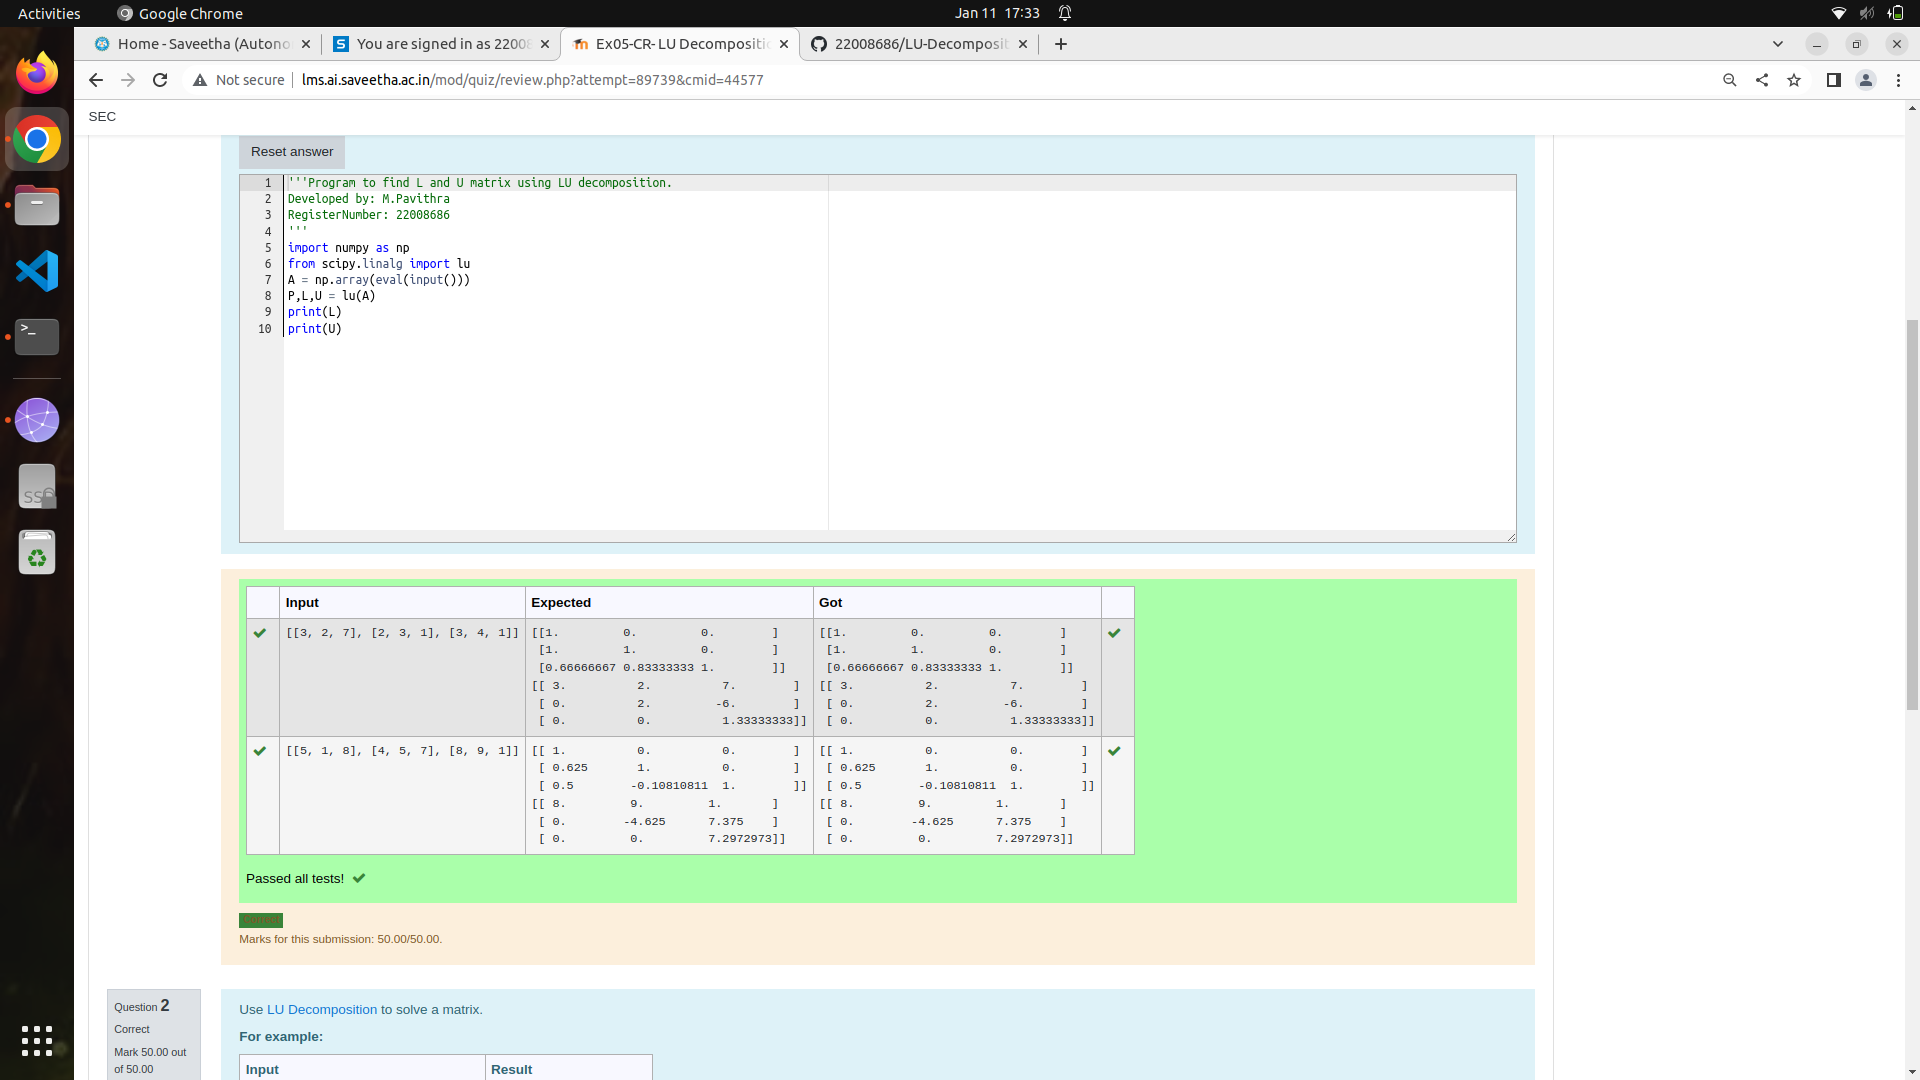 Activities
Google Chrome
Jan 11 17:33
Home - Saveetha (Autono
You are signed in as 2200
Ex05-CR- LU Decompositi
22008686/LU-Decomposit
Not secure
lms.ai.saveetha.ac.in/mod/quiz/review.php?attempt=89739&cmid=44577
SEC
Reset answer
1 '''Program to find L and U matrix using LU decomposition.
2 Developed by: M.Pavithra
3 RegisterNumber: 22008686
4 '''
5 import numpy as np
6 from scipy.linalg import lu
7 A = np.array(eval(input()))
8 P,L,U = lu(A)
9 print(L)
10 print(U)
Input Expected Got
[[3, 2, 7], [2, 3, 1], [3, 4, 1]] [[1. 0. 0. ] [[1. 0. 0. ]
[1. 1. 0. ] [1. 1. 0. ]
[0.66666667 0.83333333 1. ]] [0.66666667 0.83333333 1. ]]
[[ 3. 2. 7. ] [[ 3. 2. 7. ]
[ 0. 2. -6. ] [ 0. 2. -6. ]
[ 0. 0. 1.33333333]] [ 0. 0. 1.33333333]]
[[5, 1, 8], [4, 5, 7], [8, 9, 1]] [[ 1. 0. 0. ] [[ 1. 0. 0. ]
[ 0.625 1. 0. ] [ 0.625 1. 0. ]
[ 0.5 -0.10810811 1. ]] [ 0.5 -0.10810811 1. ]]
[[ 8. 9. 1. ] [[ 8. 9. 1. ]
[ 0. -4.625 7.375 ] [ 0. -4.625 7.375 ]
[ 0. 0. 7.2972973]] [ 0. 0. 7.2972973]]
Passed all tests!
Correct
Marks for this submission: 50.00/50.00.
Question 2
Correct
Mark 50.00 out
of 50.00
Use LU Decomposition to solve a matrix.
For example:
Input Result